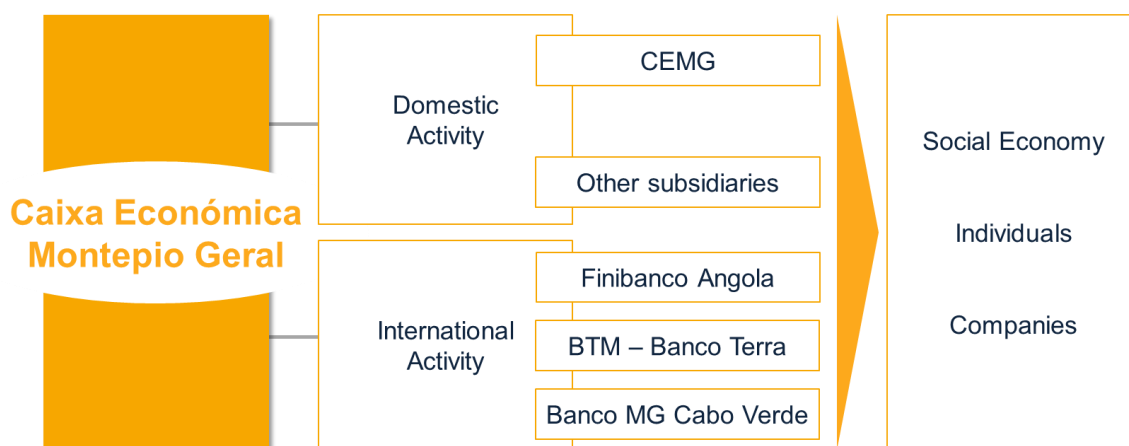 Caixa Económica
Montepio Geral
Domestic
Activity
CEMG
Other subsidiaries
International
Activity
Finibanco Angola
BTM – Banco Terra
Banco MG Cabo Verde
Social Economy
Individuals
Companies